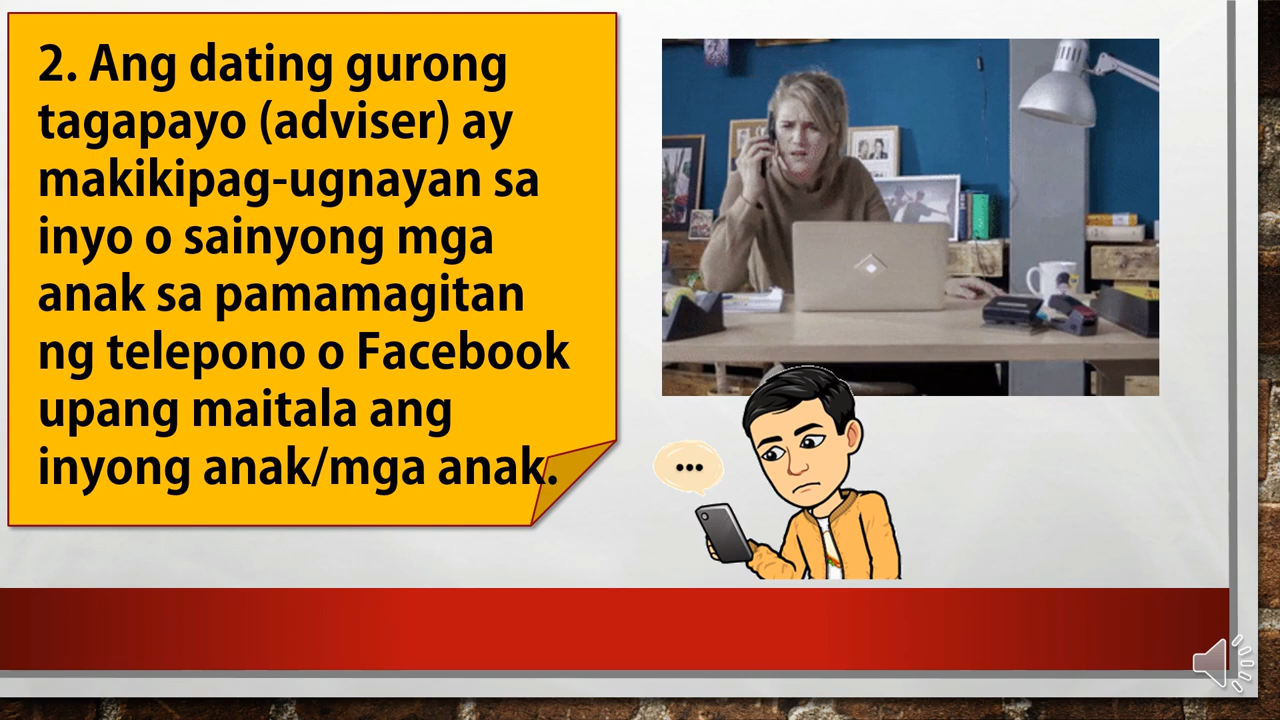 2. Ang dating gurong
tagapayo (adviser) ay
makikipag-ugnayan sa
inyo o sainyong mga
anak sa pamamagitan
ng telepono o Facebook
upang maitala ang
inyong anak/mga anak.